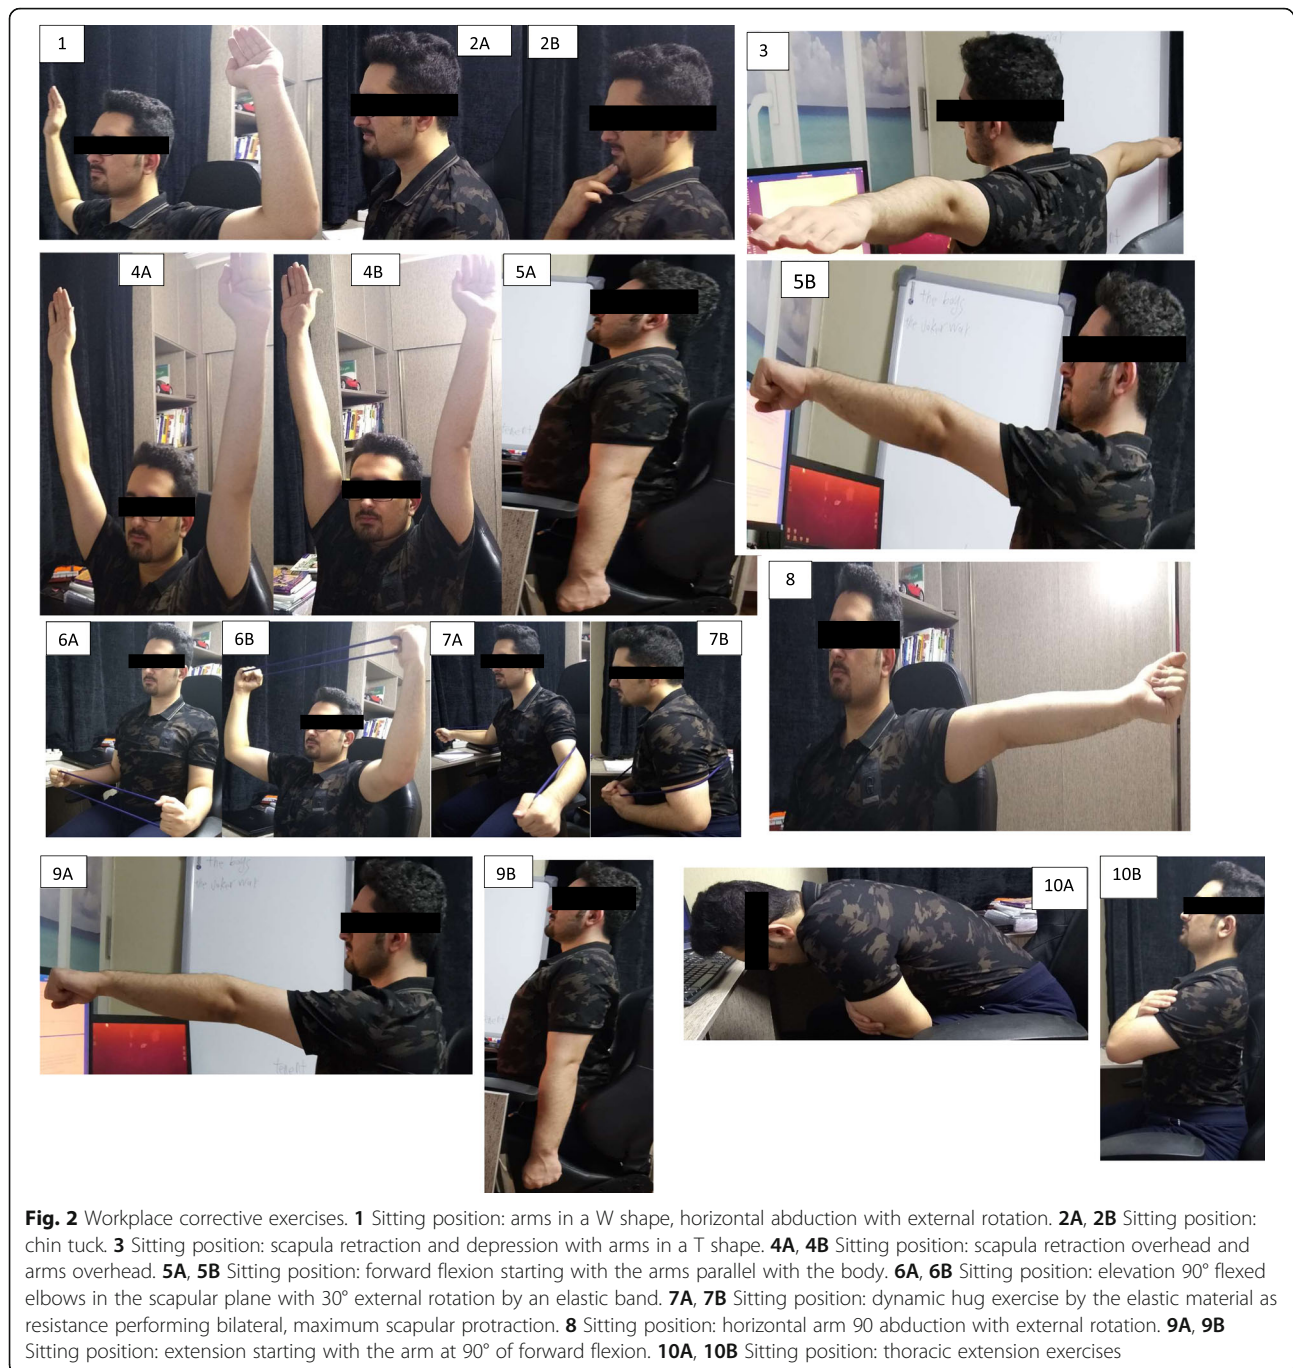 1
2A
2B
3
4A
4B
5A
5B
the bugs
6A
6B
7A
7B
8
9A
the bugs
9B
10A
10B
Fig. 2 Workplace corrective exercises. 1 Sitting position: arms in a W shape, horizontal abduction with external rotation. 2A, 2B Sitting position:
chin tuck. 3 Sitting position: scapula retraction and depression with arms in a T shape. 4A, 4B Sitting position: scapula retraction overhead and
arms overhead. 5A, 5B Sitting position: forward flexion starting with the arms parallel with the body. 6A, 6B Sitting position: elevation 90° flexed
elbows in the scapular plane with 30° external rotation by an elastic band. 7A, 7B Sitting position: dynamic hug exercise by the elastic material as
resistance performing bilateral, maximum scapular protraction. 8 Sitting position: horizontal arm 90 abduction with external rotation. 9A, 9B
Sitting position: extension starting with the arm at 90° of forward flexion. 10A, 10B Sitting position: thoracic extension exercises